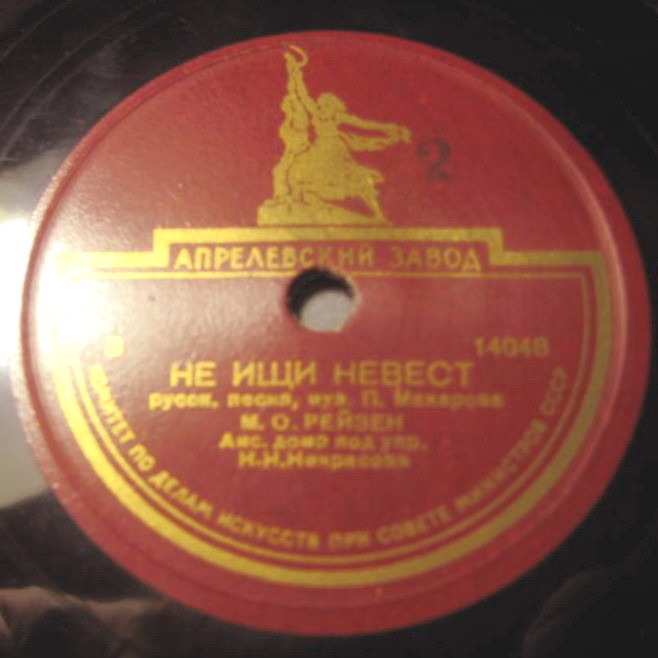 2
АПРЕЛЕВСКИЙ ЗАВОД
В 14048
НЕ ИЩИ НЕВЕСТ
русск. песня, муз. П. Макарова
М. О. РЕЙЗЕН
Анс. домр под упр.
Н.Н.Некрасова
КОМИТЕТ ПО ДЕЛАМ ИСКУССТВ ПРИ СОВЕТЕ МИНИСТРОВ СССР